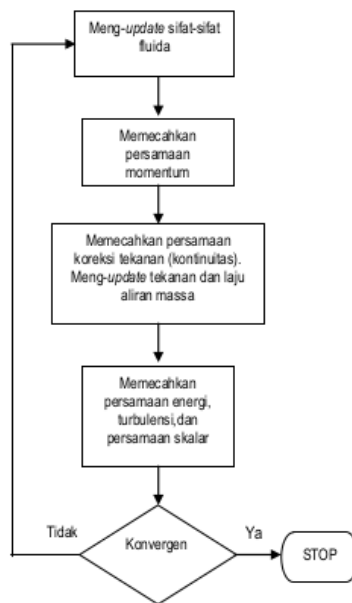 Meng-update sifat-sifat
fluida
Memecahkan
persamaan
momentum
Memecahkan persamaan
koreksi tekanan (kontinuitas).
Meng-update tekanan dan laju
aliran massa
Memecahkan
persamaan energi,
turbulensi,dan
persamaan skalar
Tidak
Konvergen
Ya
STOP